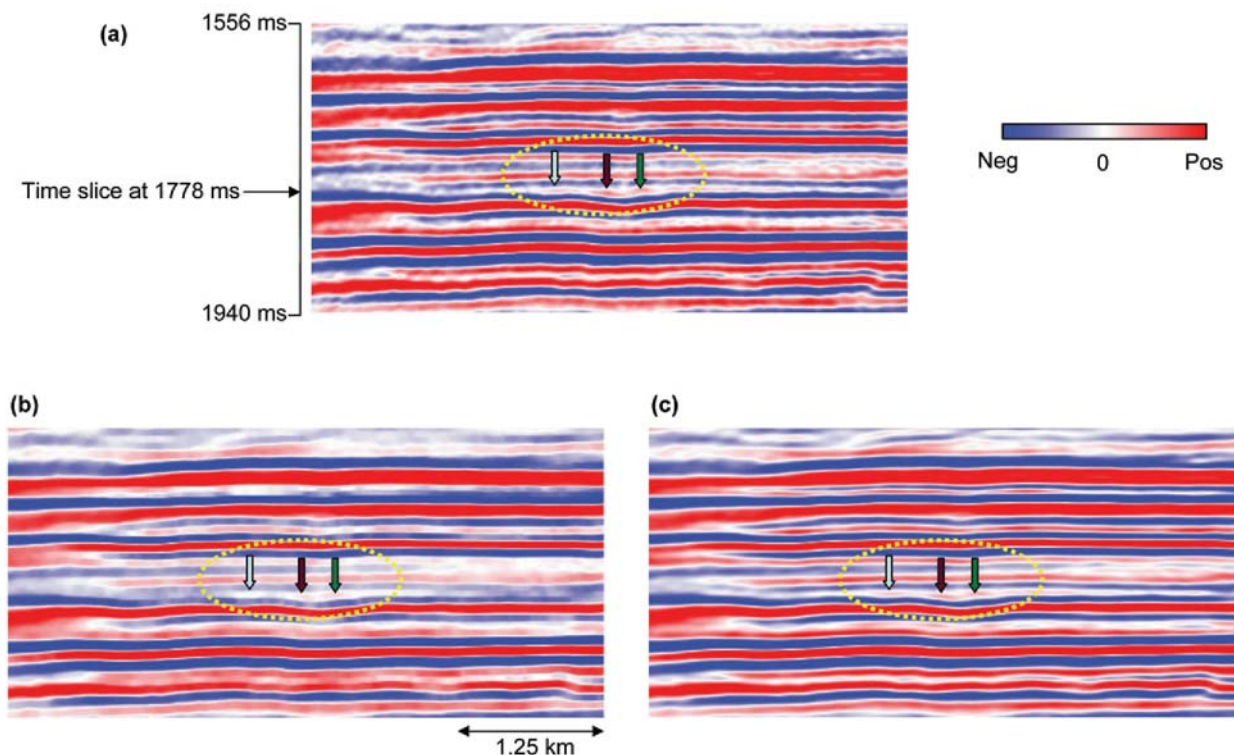 (a)
1556 ms
Time slice at 1778 ms
1940 ms
Neg 0 Pos
(b)
(c)
1.25 km